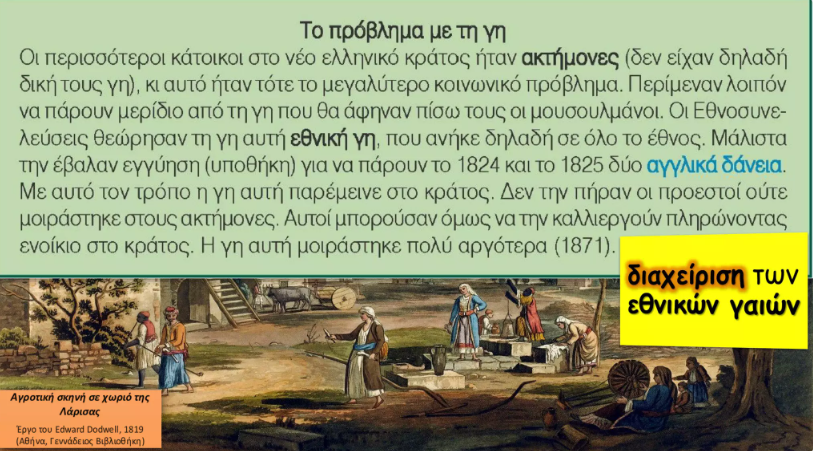 Το πρόβλημα με τη γη
Οι περισσότεροι κάτοικοι στο νέο ελληνικό κράτος ήταν ακτήμονες (δεν είχαν δηλαδή
δική τους γη), κι αυτό ήταν τότε το μεγαλύτερο κοινωνικό πρόβλημα. Περίμεναν λοιπόν
να πάρουν μερίδιο από τη γη που θα άφηναν πίσω τους οι μουσουλμάνοι. Οι Εθνοσυνε-
λεύσεις θεώρησαν τη γη αυτή εθνική γη, που ανήκε δηλαδή σε όλο το έθνος. Μάλιστα
την έβαλαν εγγύηση (υποθήκη) για να πάρουν το 1824 και το 1825 δύο αγγλικά δάνεια.
Με αυτό τον τρόπο η γη αυτή παρέμεινε στο κράτος. Δεν την πήραν οι προεστοί ούτε
μοιράστηκε στους ακτήμονες. Αυτοί μπορούσαν όμως να την καλλιεργούν πληρώνοντας
ενοίκιο στο κράτος. Η γη αυτή μοιράστηκε πολύ αργότερα (1871).
διαχείριση των
εθνικών γαιών
Αγροτική σκηνή σε χωριό της
Λάρισας
Έργο του Edward Dodwell, 1819
(Αθήνα, Γεννάδειος Βιβλιοθήκη)